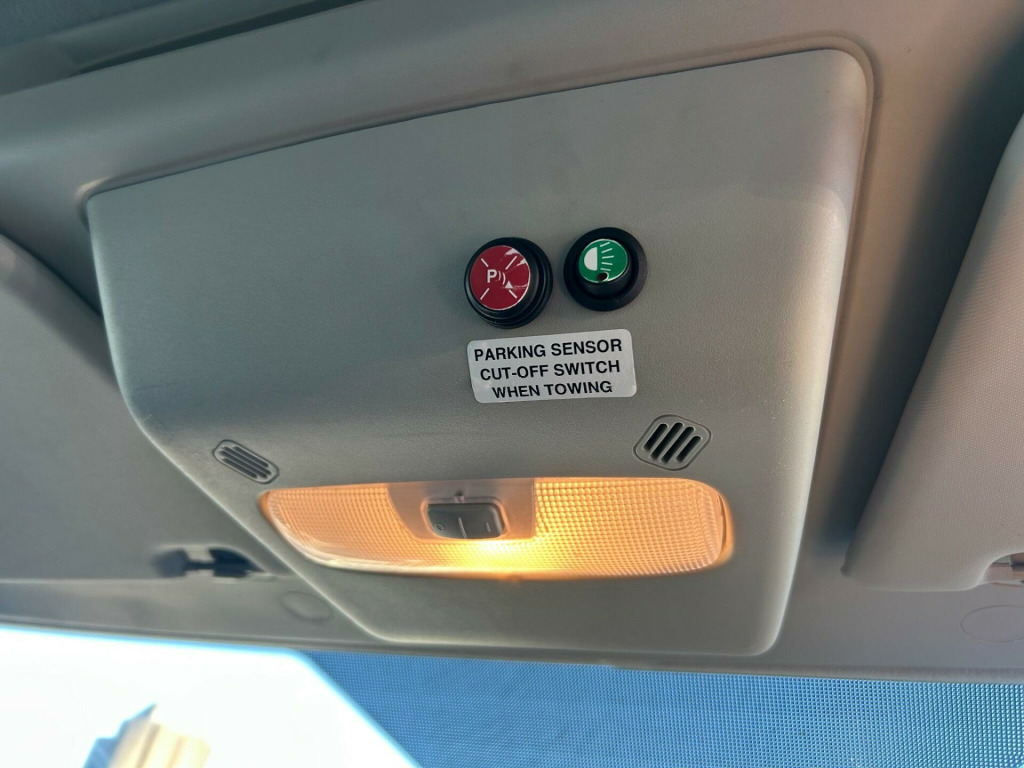 P
PARKING SENSOR
CUT-OFF SWITCH
WHEN TOWING